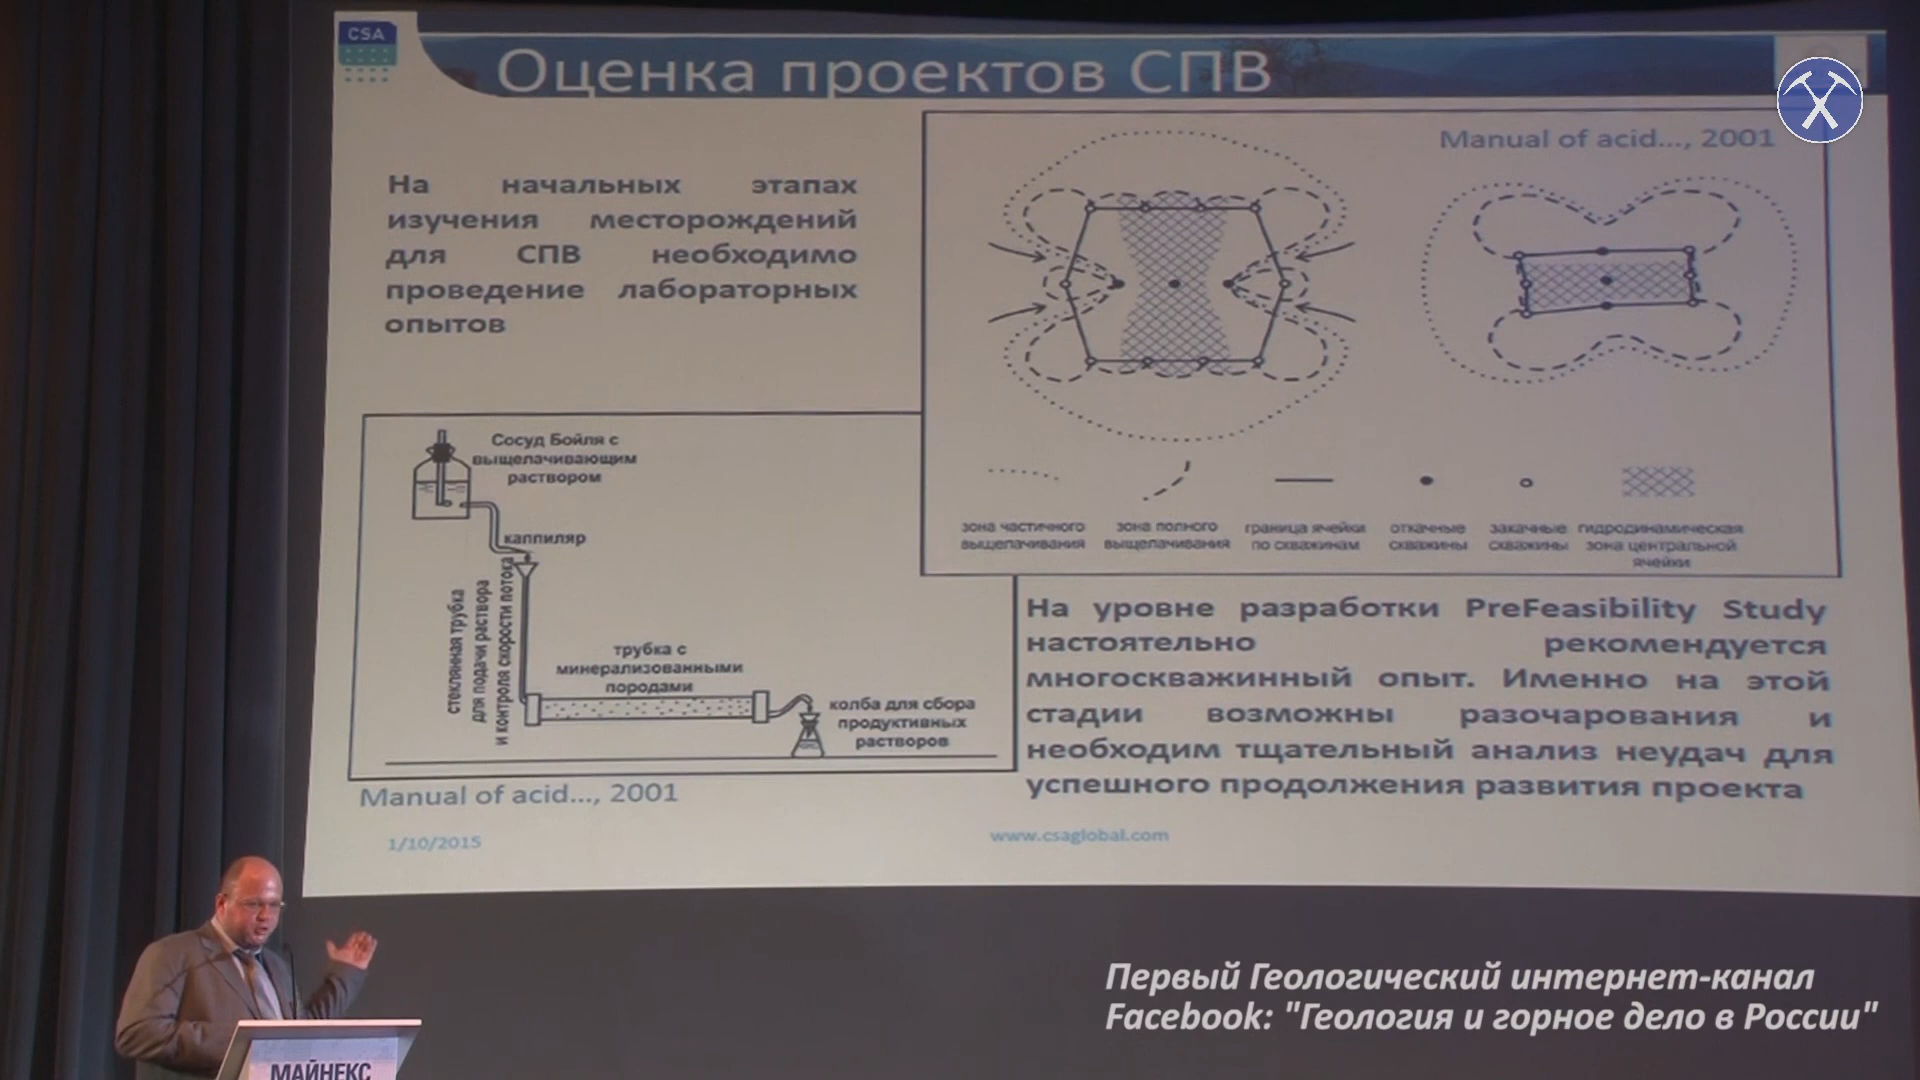 CSA
Оценка проектов СПВ
На начальных этапах
изучения месторождений
для СПВ необходимо
проведение лабораторных
опытов
Manual of acid..., 2001
зона частичного
выщелачивания
зона полного
выщелачивания
граница ячейки
по скважинам
откачные
скважины
закачные
скважины
гидродинамическая
зона центральной
ячейки
Сосуд Бойля с
выщелачивающим
раствором
каппиляр
стеклянная трубка
для подачи раствора
и контроля скорости потока
трубка с
минерализованными
породами
колба для сбора
продуктивных
растворов
Manual of acid..., 2001
На уровне разработки PreFeasibility Study
настоятельно рекомендуется
многоскважинный опыт. Именно на этой
стадии возможны разочарования и
необходим тщательный анализ неудач для
успешного продолжения развития проекта
1/10/2015
www.csaglobal.com
Первый Геологический интернет-канал
Facebook: "Геология и горное дело в России"
МАЙНЕКС